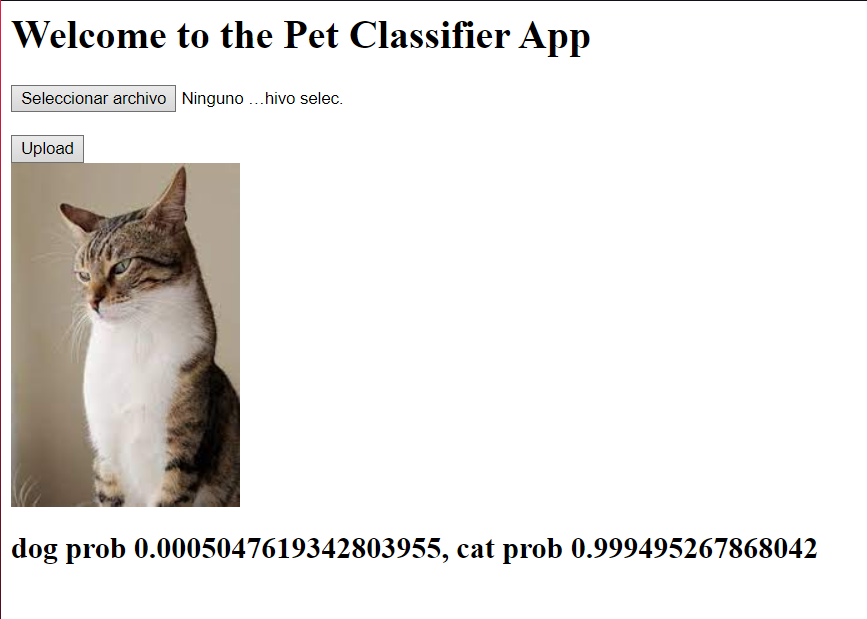 Welcome to the Pet Classifier App
Seleccionar archivo Ninguno …hivo selec.
Upload
dog prob 0.0005047619342803955, cat prob 0.999495267868042